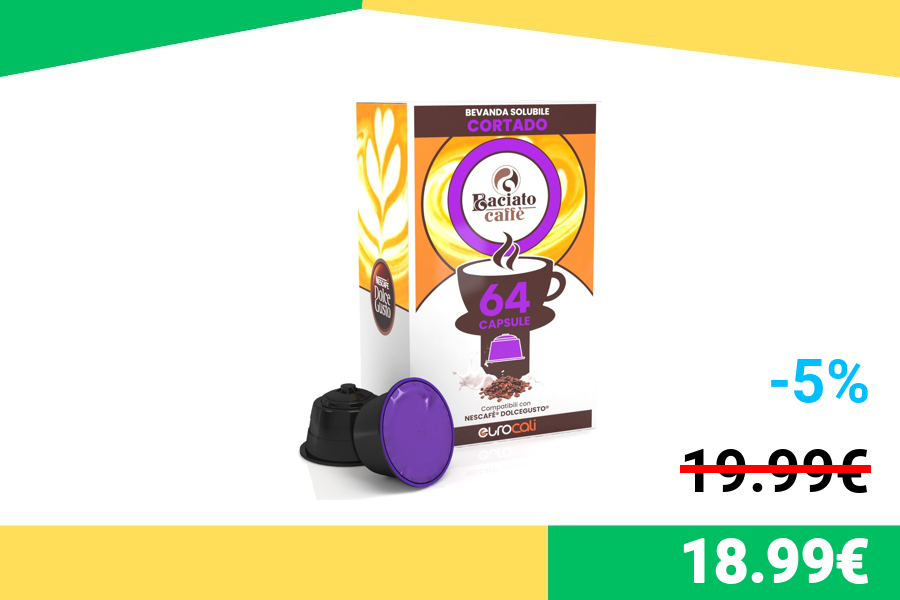 BEVANDA SOLUBILE
CORTADO
Baciato
caffè
NESCAFÉ
Dolce
Gusto
64
CAPSULE
Compatibili con
NESCAFÉ® DOLCEGUSTO®
eurocali
-5%
19.99€
18.99€